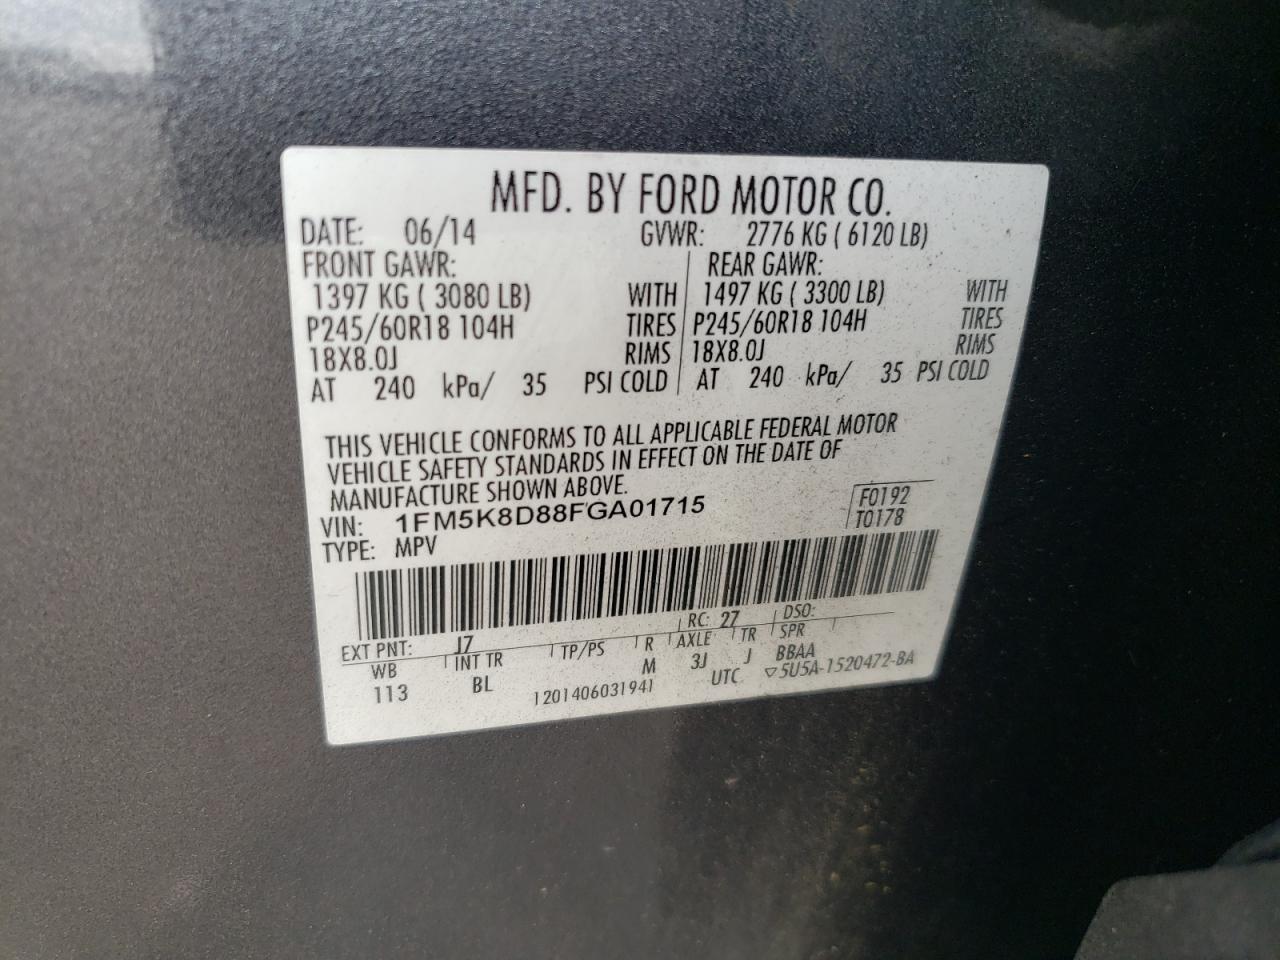 MFD. BY FORD MOTOR CO.
DATE: 06/14 GVWR: 2776 KG ( 6120 LB)
FRONT GAWR: REAR GAWR:
1397 KG ( 3080 LB) WITH 1497 KG ( 3300 LB) WITH
P245/60R18 104H TIRES P245/60R18 104H TIRES
18X8.0J RIMS 18X8.0J RIMS
AT 240 kPa/ 35 PSI COLD AT 240 kPa/ 35 PSI COLD
THIS VEHICLE CONFORMS TO ALL APPLICABLE FEDERAL MOTOR
VEHICLE SAFETY STANDARDS IN EFFECT ON THE DATE OF
MANUFACTURE SHOWN ABOVE.
VIN: 1FM5K8D88FGA01715 F0192
TYPE: MPV T0178
EXT PNT: J7 RC: 27 DSO:
WB INT TR TP/PS R AXLE TR SPR
113 BL M 3J J BBAA
1201406031941 UTC ▽5U5A-1520472-BA